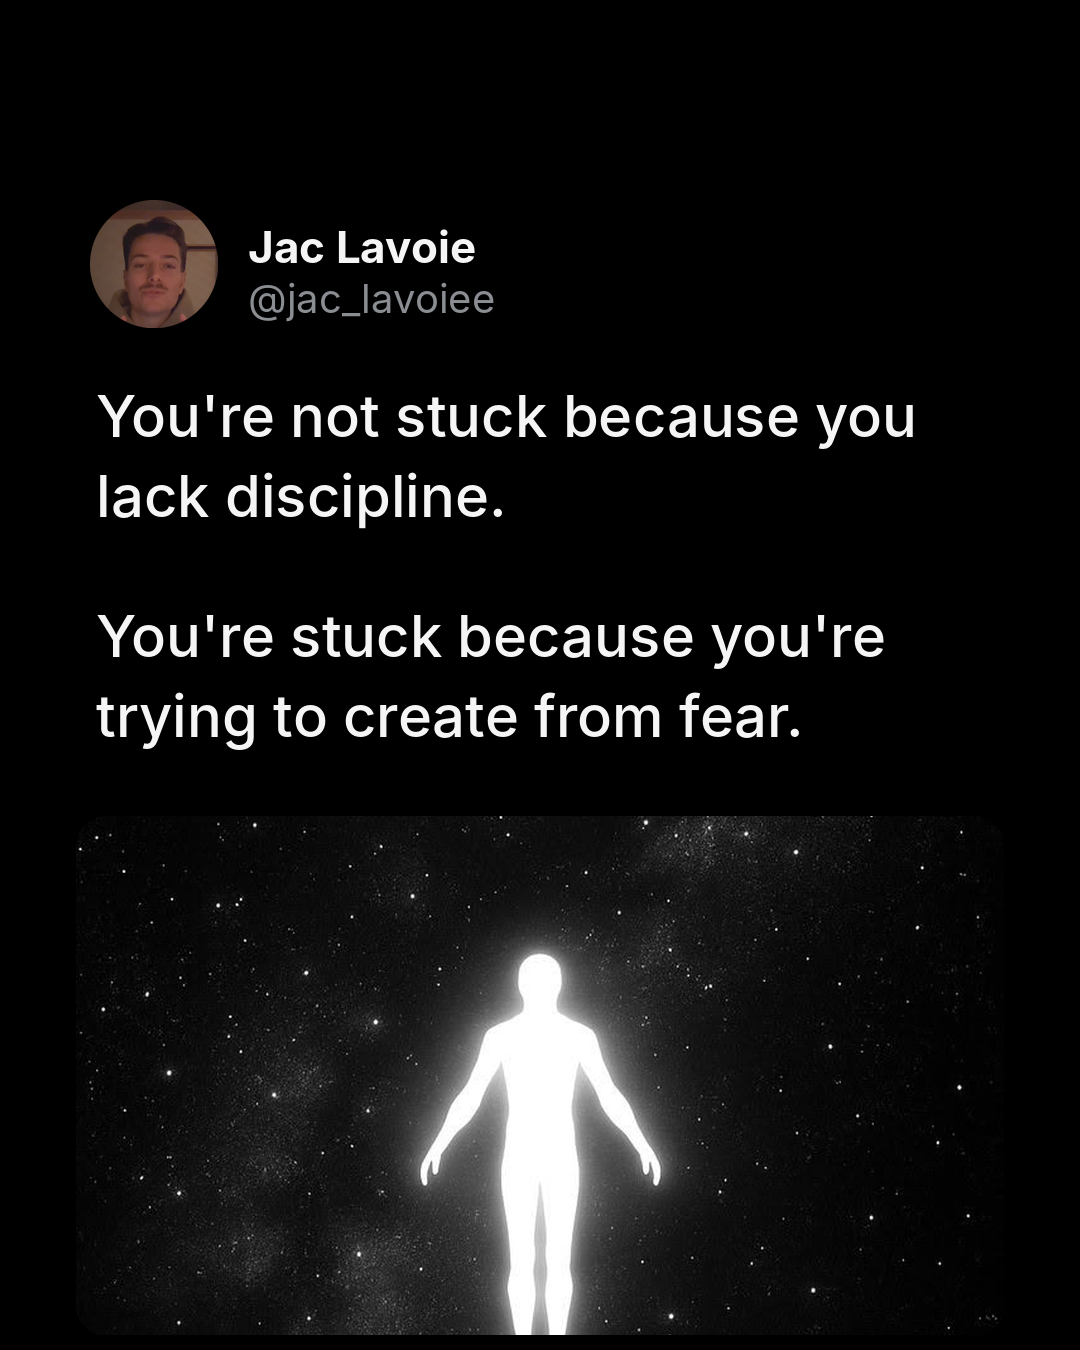 Jac Lavoie
@jac_lavoiee
You're not stuck because you
lack discipline.
You're stuck because you're
trying to create from fear.